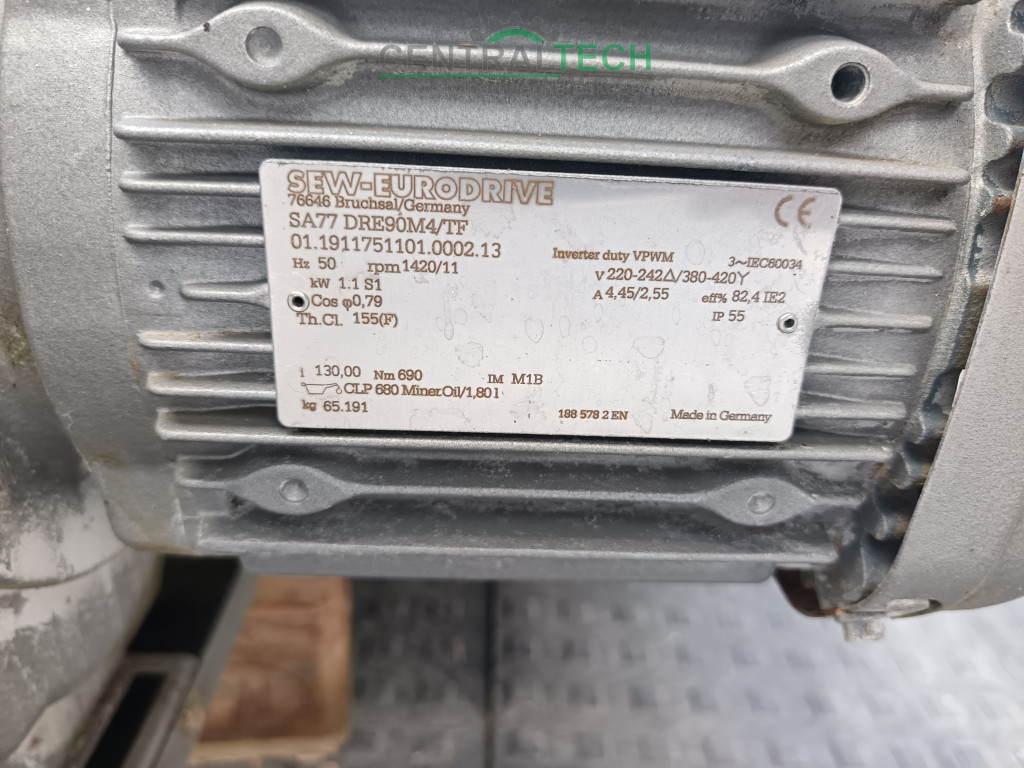 CENTRALTECH
SEW-EURODRIVE
76646 Bruchsal/Germany
SA77 DRE90M4/TF
01.1911751101.0002.13
Inverter duty VPWM 3~IEC60034
Hz 50 rpm 1420/11
V 220-242Δ/380-420Y
kW 1.1 S1
A 4,45/2,55 eff% 82,4 IE2
Cos φ0,79
IP 55
Th.Cl. 155(F)
i 130,00 Nm 690 IM M1B
CLP 680 Miner.Oil/1,80 l
kg 65.191
188 578 2 EN Made in Germany
CE